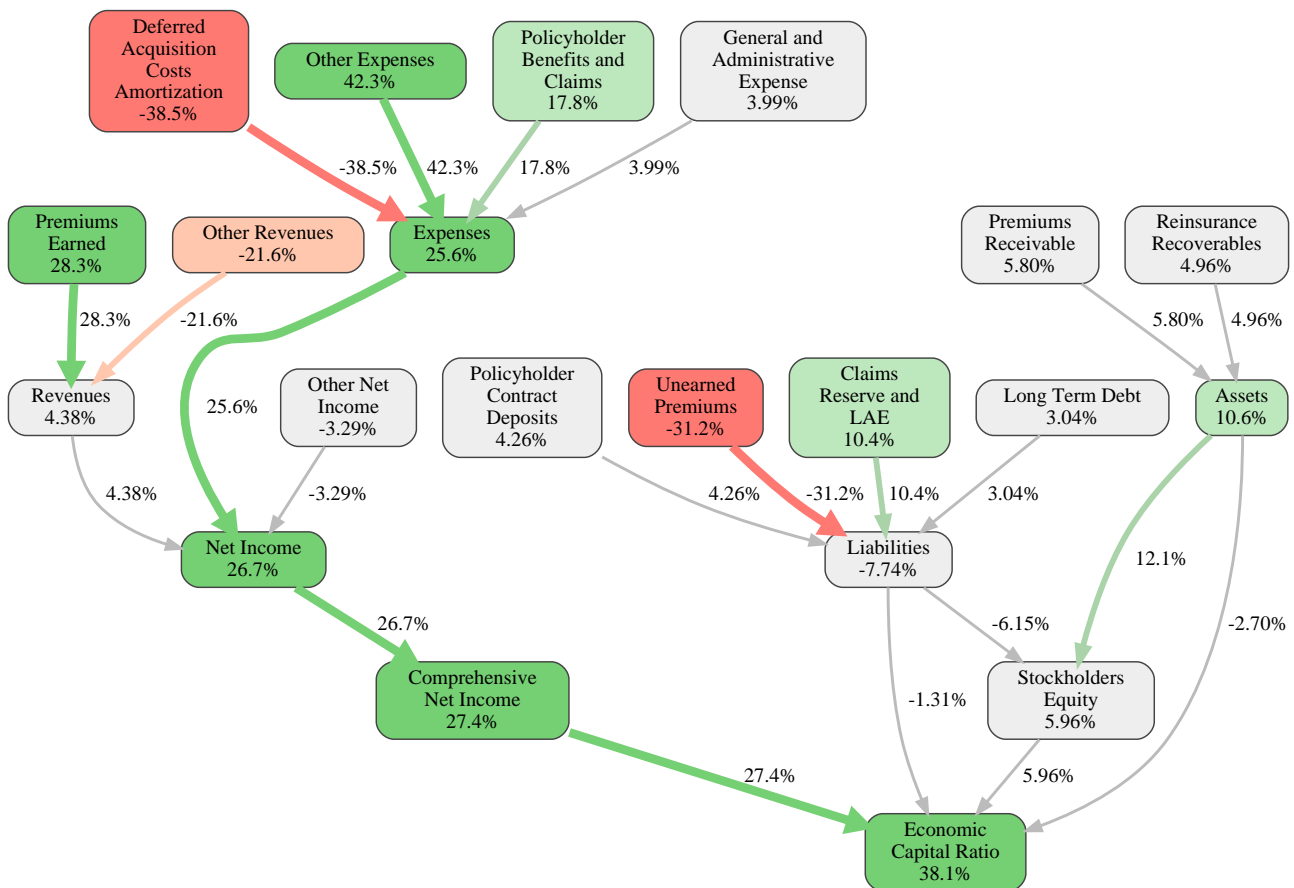 Deferred
Acquisition
Costs
Amortization
-38.5%
Other Expenses
42.3%
Policyholder
Benefits and
Claims
17.8%
General and
Administrative
Expense
3.99%
-38.5%
42.3%
17.8%
3.99%
Premiums
Earned
28.3%
Other Revenues
-21.6%
Expenses
25.6%
Premiums
Receivable
5.80%
Reinsurance
Recoverables
4.96%
28.3%
-21.6%
5.80%
4.96%
Revenues
4.38%
25.6%
Other Net
Income
-3.29%
Policyholder
Contract
Deposits
4.26%
Unearned
Premiums
-31.2%
Claims
Reserve and
LAE
10.4%
Long Term Debt
3.04%
Assets
10.6%
4.38%
-3.29%
4.26%
-31.2%
10.4%
3.04%
Net Income
26.7%
Liabilities
-7.74%
12.1%
26.7%
-6.15%
-2.70%
Comprehensive
Net Income
27.4%
-1.31%
Stockholders
Equity
5.96%
27.4%
5.96%
Economic
Capital Ratio
38.1%